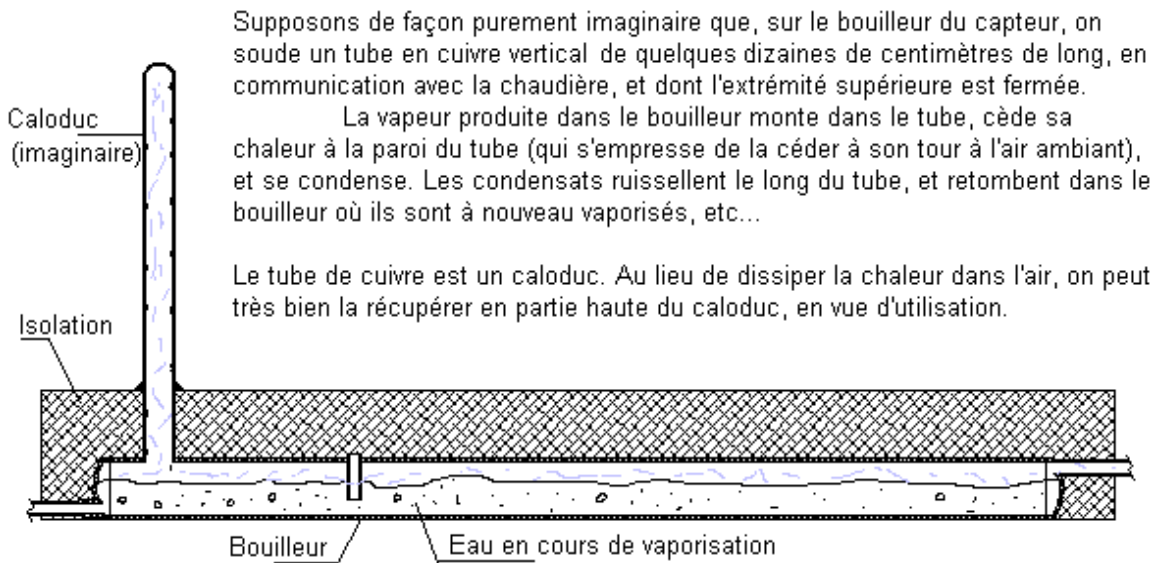 Supposons de façon purement imaginaire que, sur le bouilleur du capteur, on
soude un tube en cuivre vertical de quelques dizaines de centimètres de long, en
communication avec la chaudière, et dont l'extrémité supérieure est fermée.
La vapeur produite dans le bouilleur monte dans le tube, cède sa
chaleur à la paroi du tube (qui s'empresse de la céder à son tour à l'air ambiant),
et se condense. Les condensats ruissellent le long du tube, et retombent dans le
bouilleur où ils sont à nouveau vaporisés, etc...
Le tube de cuivre est un caloduc. Au lieu de dissiper la chaleur dans l'air, on peut
très bien la récupérer en partie haute du caloduc, en vue d'utilisation.
Caloduc
(imaginaire)
Isolation
Bouilleur
Eau en cours de vaporisation